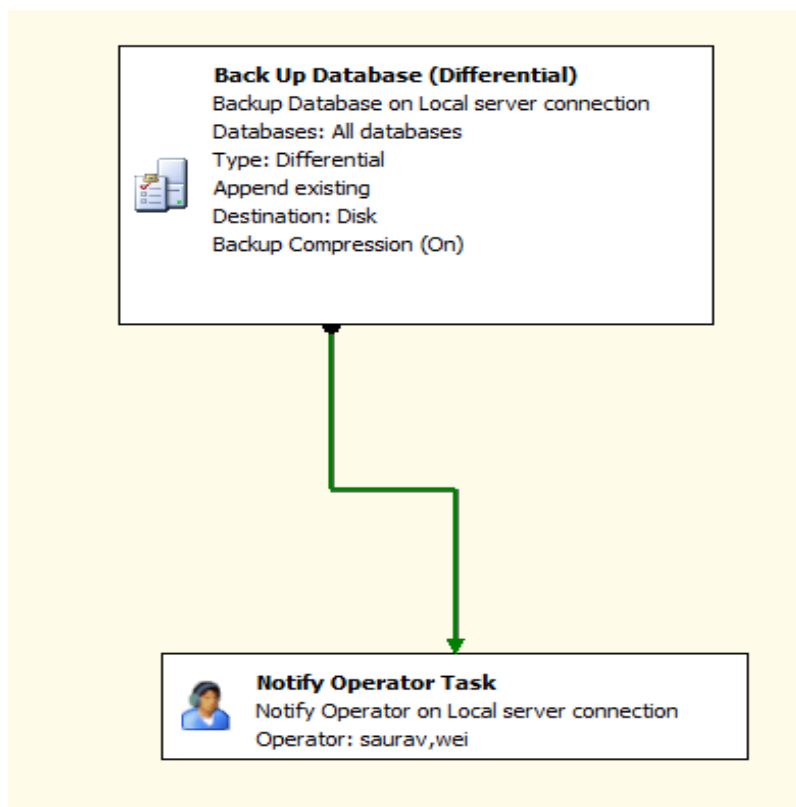 Back Up Database (Differential)
Backup Database on Local server connection
Databases: All databases
Type: Differential
Append existing
Destination: Disk
Backup Compression (On)
Notify Operator Task
Notify Operator on Local server connection
Operator: saurav,wei